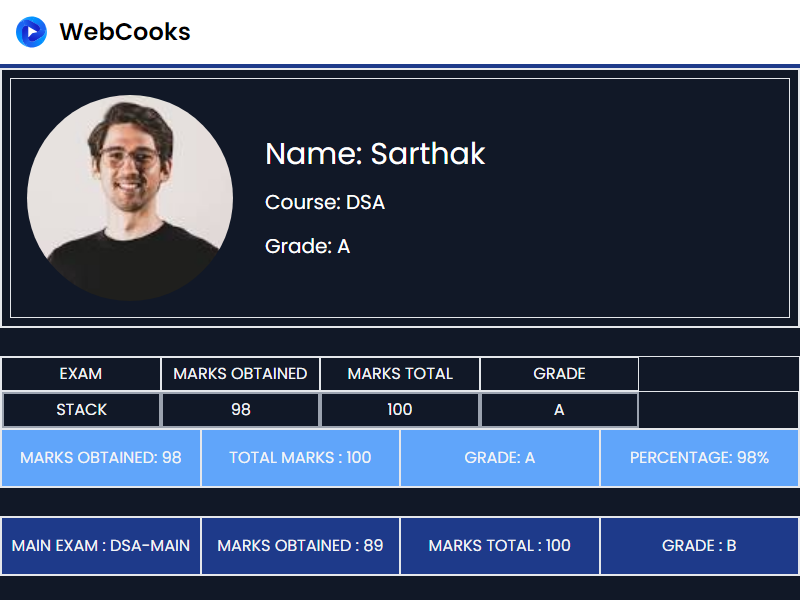 WebCooks
Name: Sarthak
Course: DSA
Grade: A
EXAM MARKS OBTAINED MARKS TOTAL GRADE
STACK 98 100 A
MARKS OBTAINED: 98 TOTAL MARKS : 100 GRADE: A PERCENTAGE: 98%
MAIN EXAM : DSA-MAIN MARKS OBTAINED : 89 MARKS TOTAL : 100 GRADE : B